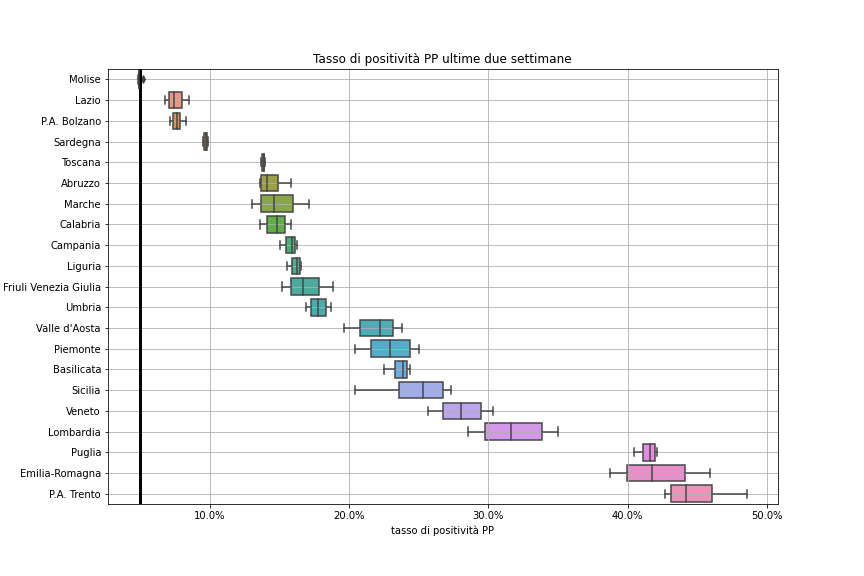 Tasso di positività PP ultime due settimane
Molise
Lazio
P.A. Bolzano
Sardegna
Toscana
Abruzzo
Marche
Calabria
Campania
Liguria
Friuli Venezia Giulia
Umbria
Valle d'Aosta
Piemonte
Basilicata
Sicilia
Veneto
Lombardia
Puglia
Emilia-Romagna
P.A. Trento
10.0% 20.0% 30.0% 40.0% 50.0%
tasso di positività PP